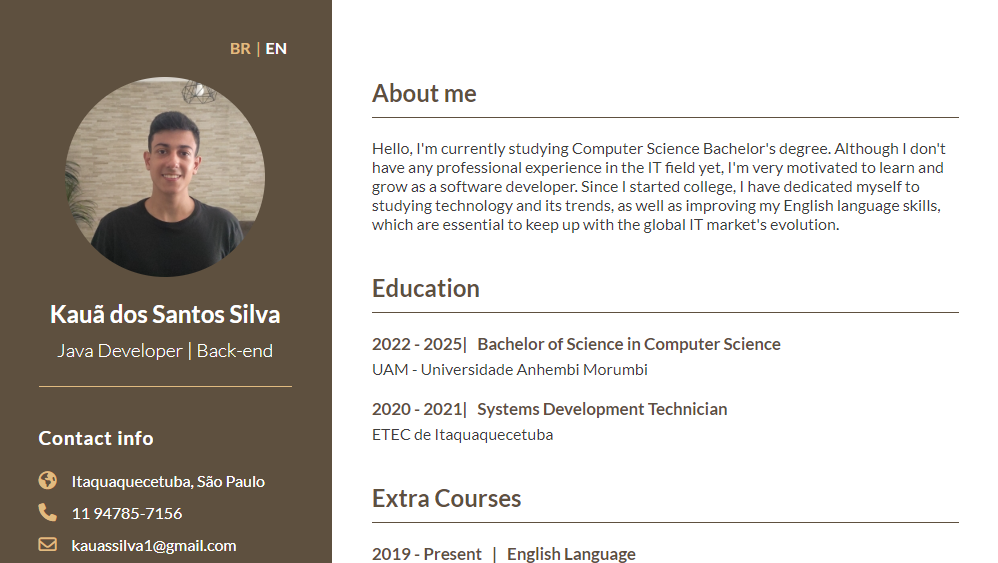 BR | EN
Kauã dos Santos Silva
Java Developer | Back-end
Contact info
Itaquaquecetuba, São Paulo
11 94785-7156
kauassilva1@gmail.com
About me
Hello, I'm currently studying Computer Science Bachelor's degree. Although I don't
have any professional experience in the IT field yet, I'm very motivated to learn and
grow as a software developer. Since I started college, I have dedicated myself to
studying technology and its trends, as well as improving my English language skills,
which are essential to keep up with the global IT market's evolution.
Education
2022 - 2025| Bachelor of Science in Computer Science
UAM - Universidade Anhembi Morumbi
2020 - 2021| Systems Development Technician
ETEC de Itaquaquecetuba
Extra Courses
2019 - Present | English Language